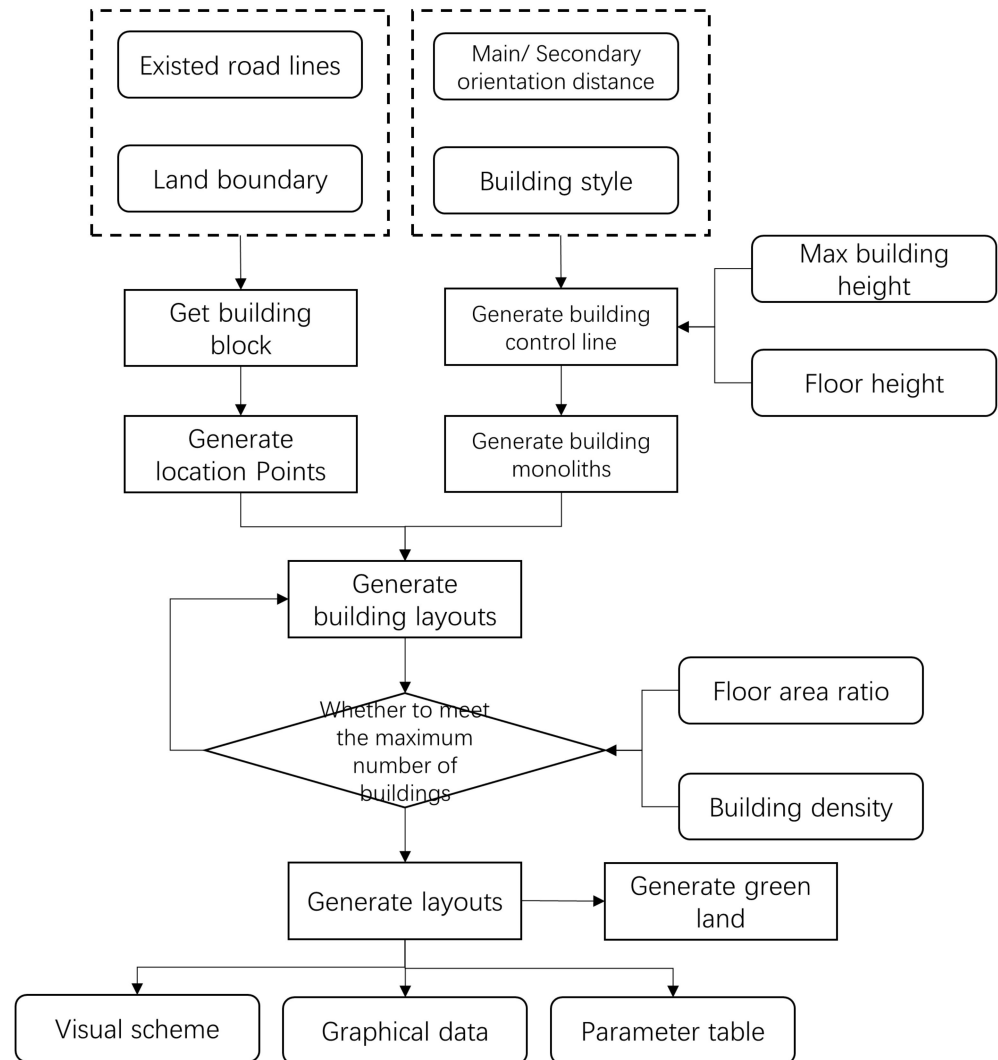 Existed road lines
Main/ Secondary
orientation distance
Land boundary
Building style
Max building
height
Get building
block
Generate building
control line
Floor height
Generate
location Points
Generate building
monoliths
Generate
building layouts
Floor area ratio
Whether to meet
the maximum
number of
buildings
Building density
Generate layouts
Generate green
land
Visual scheme
Graphical data
Parameter table